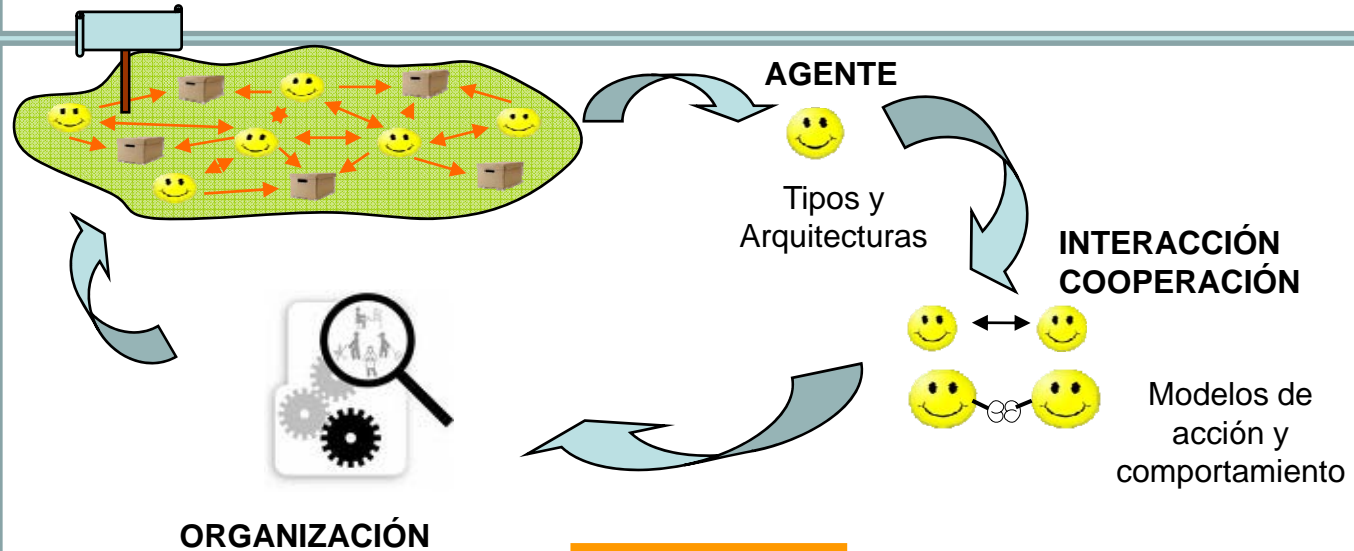 AGENTE
Tipos y
Arquitecturas
INTERACCIÓN
COOPERACIÓN
Modelos de
acción y
comportamiento
ORGANIZACIÓN